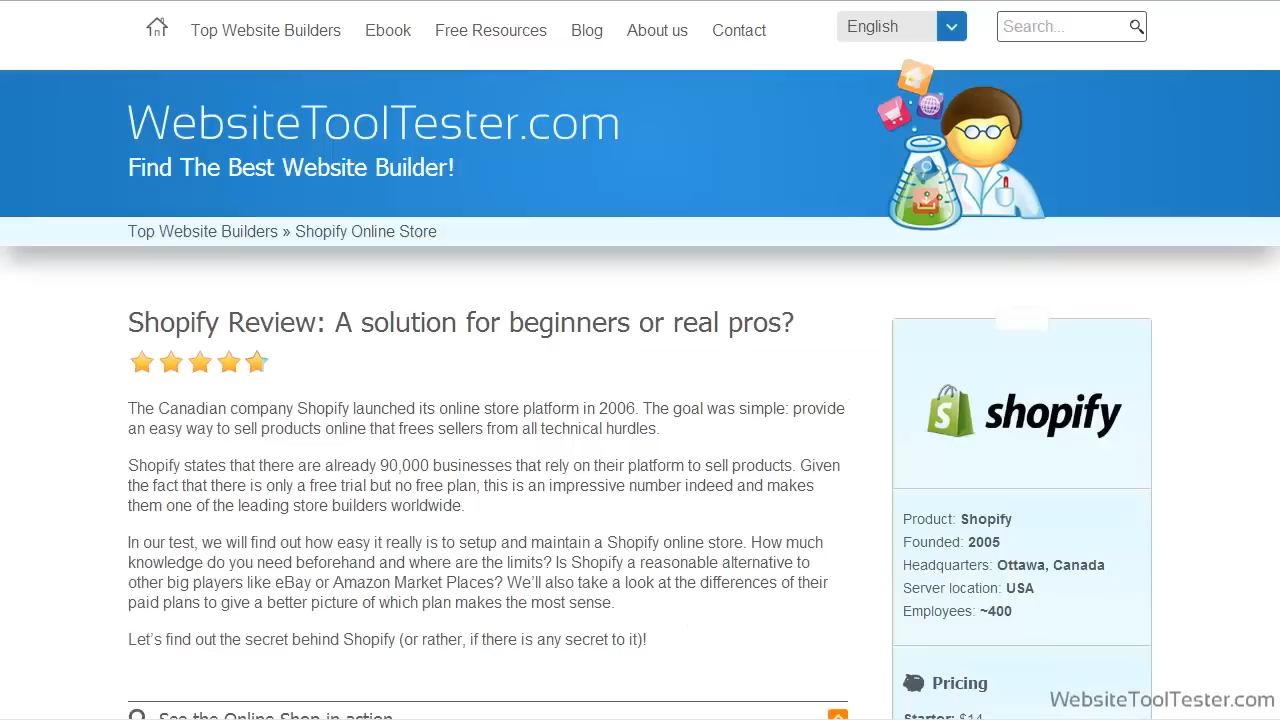 Top Website Builders Ebook Free Resources Blog About us Contact English Search...
WebsiteToolTester.com
Find The Best Website Builder!
Top Website Builders » Shopify Online Store
Shopify Review: A solution for beginners or real pros?
The Canadian company Shopify launched its online store platform in 2006. The goal was simple: provide
an easy way to sell products online that frees sellers from all technical hurdles.
Shopify states that there are already 90,000 businesses that rely on their platform to sell products. Given
the fact that there is only a free trial but no free plan, this is an impressive number indeed and makes
them one of the leading store builders worldwide.
In our test, we will find out how easy it really is to setup and maintain a Shopify online store. How much
knowledge do you need beforehand and where are the limits? Is Shopify a reasonable alternative to
other big players like eBay or Amazon Market Places? We’ll also take a look at the differences of their
paid plans to give a better picture of which plan makes the most sense.
Let’s find out the secret behind Shopify (or rather, if there is any secret to it)!
See the Online Shop in action
shopify
Product: Shopify
Founded: 2005
Headquarters: Ottawa, Canada
Server location: USA
Employees: ~400
Pricing
Starter: $14
WebsiteToolTester.com